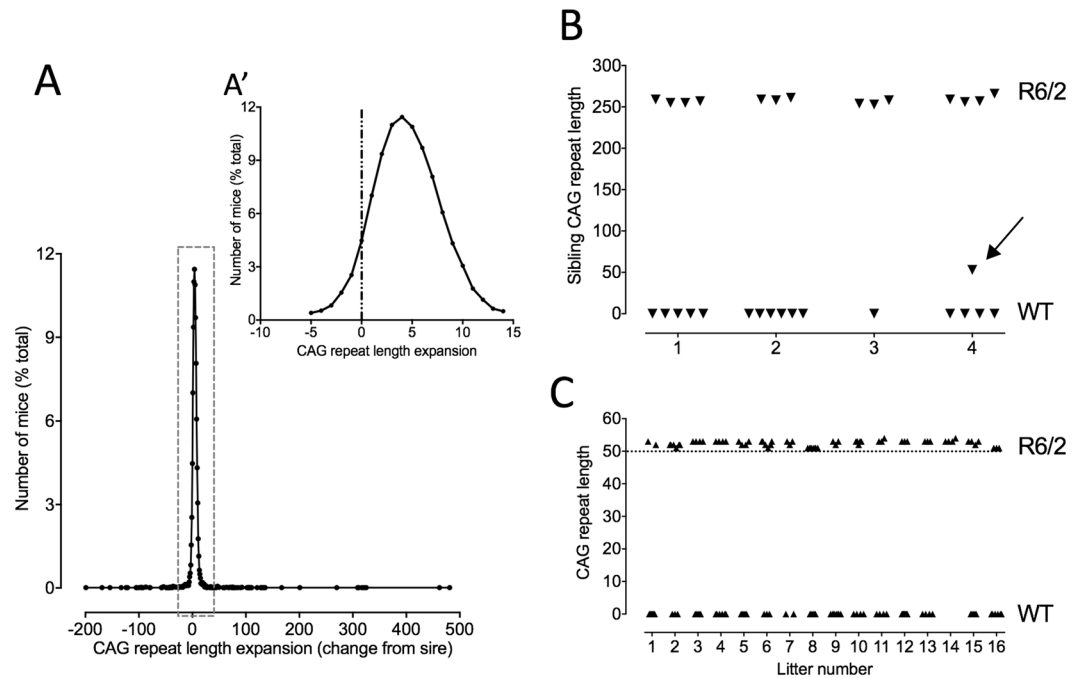 A
Number of mice (% total)
12
9
6
3
0
-200 -100 0 100 200 300 400 500
CAG repeat length expansion (change from sire)
A’
Number of mice (% total)
12
9
6
3
0
-10 -5 0 5 10 15
CAG repeat length expansion
B
Sibling CAG repeat length
300
250
200
150
100
50
0
R6/2
WT
1 2 3 4
C
CAG repeat length
60
50
40
30
20
10
0
R6/2
WT
1 2 3 4 5 6 7 8 9 10 11 12 13 14 15 16
Litter number